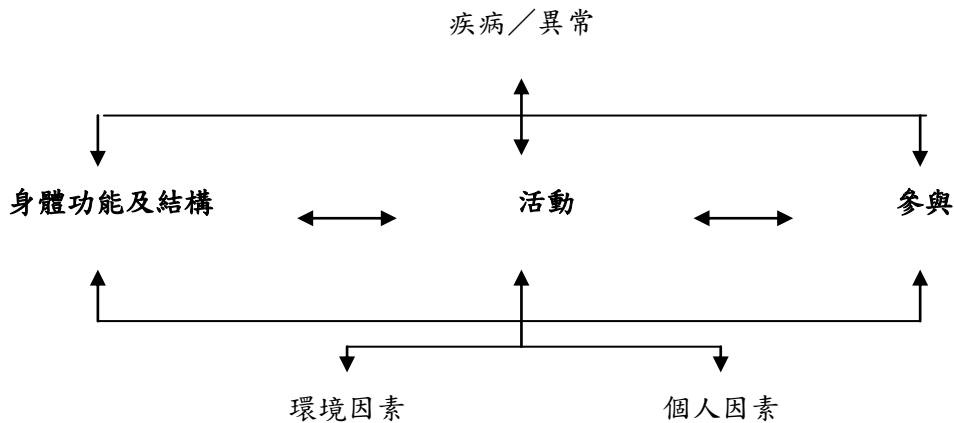 疾病／異常
身體功能及結構
活動
參與
環境因素
個人因素